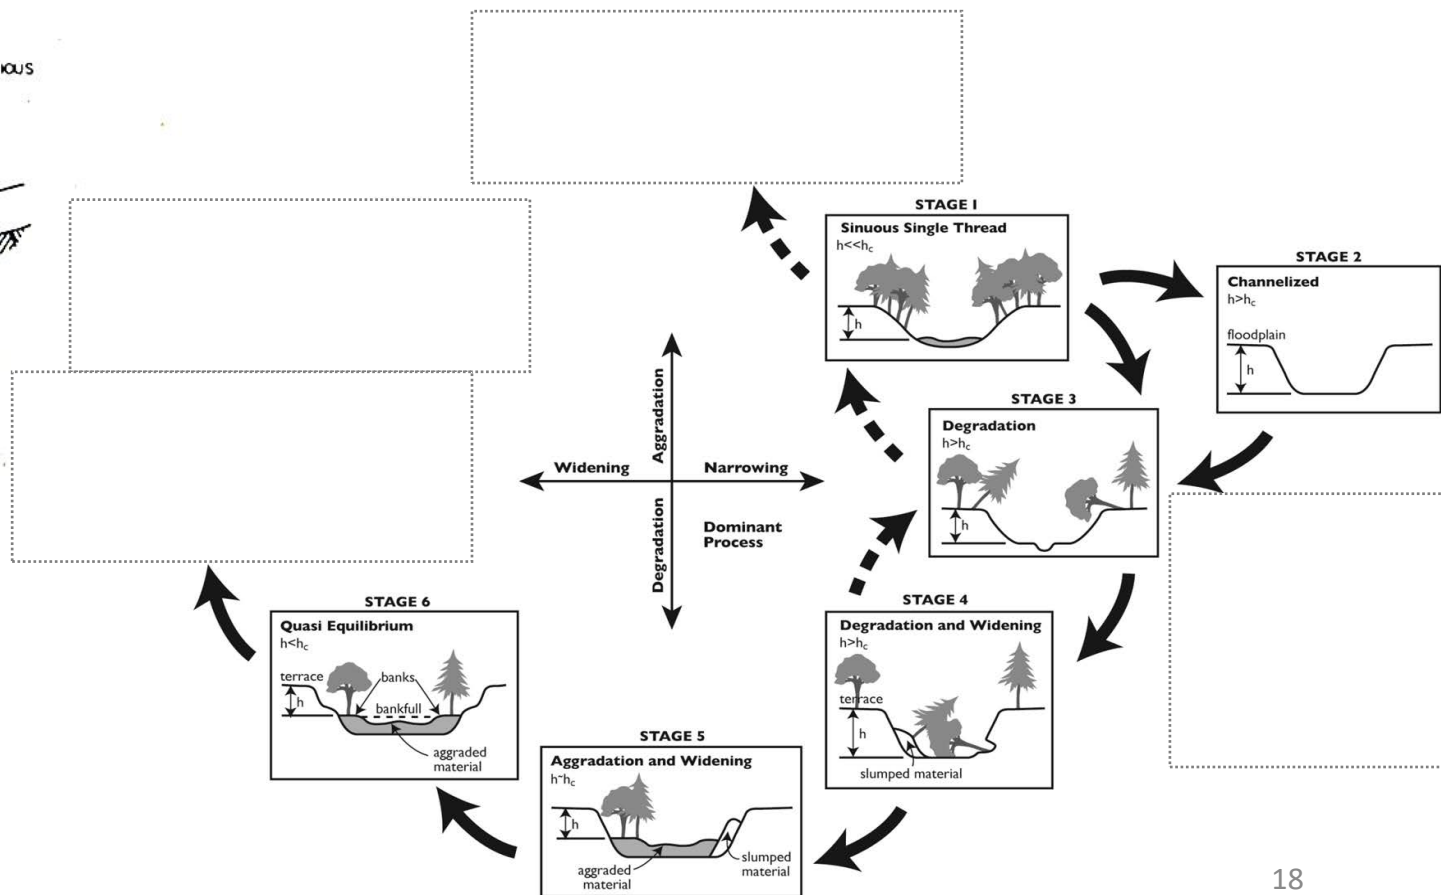 STAGE 1
Sinuous Single Thread
h<<hc
h
STAGE 2
Channelized
h>hc
floodplain
h
STAGE 3
Degradation
h>hc
h
Aggradation
Widening
Narrowing
Degradation
Dominant
Process
STAGE 4
Degradation and Widening
h>hc
terrace
h
slumped material
STAGE 6
Quasi Equilibrium
h<hc
terrace
banks
h
bankfull
aggraded
material
STAGE 5
Aggradation and Widening
h~hc
h
slumped
material
aggraded
material
18